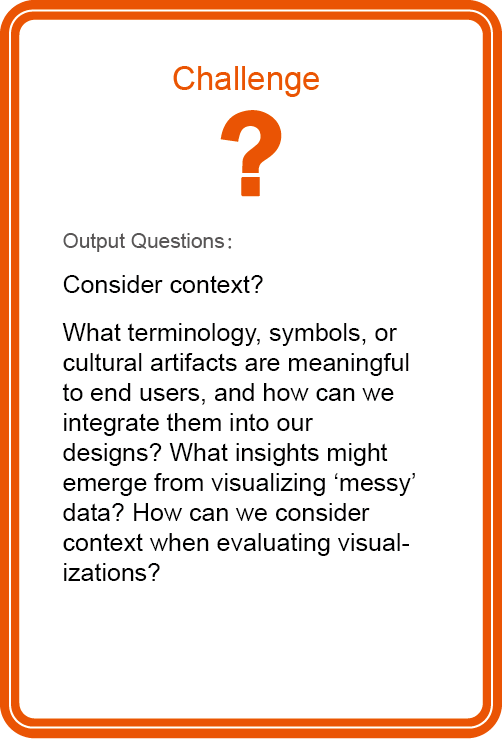 Challenge
?
Output Questions:
Consider context?
What terminology, symbols, or
cultural artifacts are meaningful
to end users, and how can we
integrate them into our
designs? What insights might
emerge from visualizing ‘messy’
data? How can we consider
context when evaluating visual-
izations?